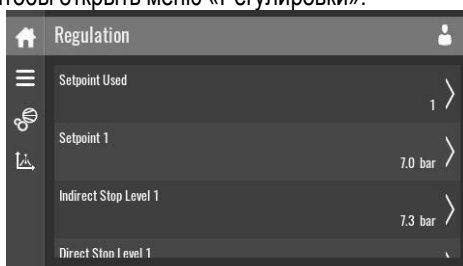 чтобы открыть меню «Регулировки».
Regulation
Setpoint Used
1
Setpoint 1
7.0 bar
Indirect Stop Level 1
7.3 bar
Direct Stop Level 1